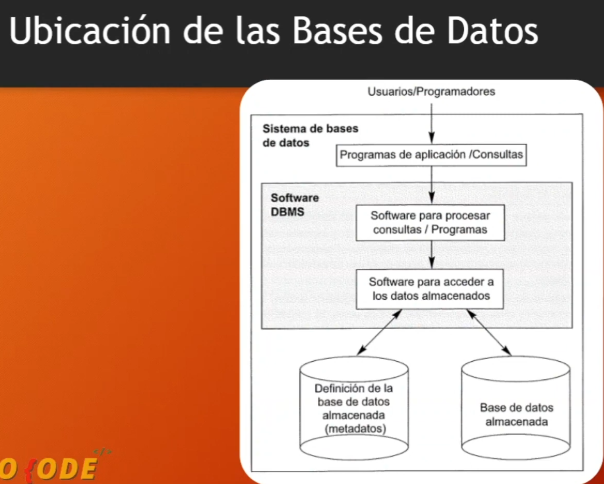 Ubicación de las Bases de Datos
Usuarios/Programadores
Sistema de bases
de datos
Programas de aplicación /Consultas
Software
DBMS
Software para procesar
consultas / Programas
Software para acceder a
los datos almacenados
Definición de la
base de datos
almacenada
(metadatos)
Base de datos
almacenada
O {ODE